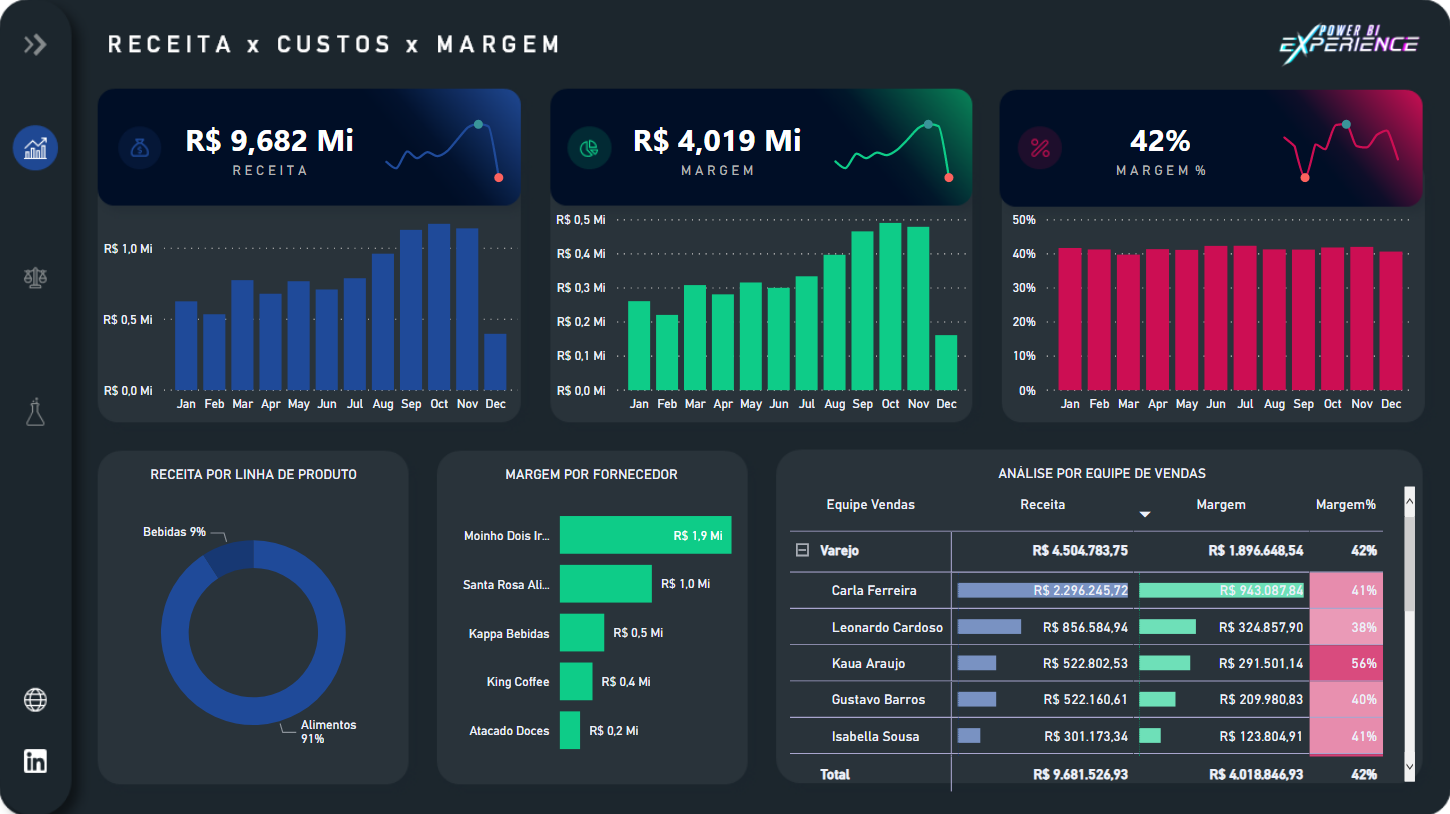 RECEITA x CUSTOS x MARGEM
POWER BI
EXPERIENCE
R$ 9,682 Mi
RECEITA
R$ 4,019 Mi
MARGEM
42%
MARGEM %
R$ 1,0 Mi
R$ 0,5 Mi
R$ 0,0 Mi
Jan Feb Mar Apr May Jun Jul Aug Sep Oct Nov Dec
R$ 0,5 Mi
R$ 0,4 Mi
R$ 0,3 Mi
R$ 0,2 Mi
R$ 0,1 Mi
R$ 0,0 Mi
Jan Feb Mar Apr May Jun Jul Aug Sep Oct Nov Dec
50%
40%
30%
20%
10%
0%
Jan Feb Mar Apr May Jun Jul Aug Sep Oct Nov Dec
RECEITA POR LINHA DE PRODUTO
Bebidas 9%
Alimentos
91%
MARGEM POR FORNECEDOR
Moinho Dois Ir... R$ 1,9 Mi
Santa Rosa Ali... R$ 1,0 Mi
Kappa Bebidas R$ 0,5 Mi
King Coffee R$ 0,4 Mi
Atacado Doces R$ 0,2 Mi
ANÁLISE POR EQUIPE DE VENDAS
Equipe Vendas Receita Margem Margem%
Varejo R$ 4.504.783,75 R$ 1.896.648,54 42%
Carla Ferreira R$ 2.296.245,72 R$ 943.087,84 41%
Leonardo Cardoso R$ 856.584,94 R$ 324.857,90 38%
Kaua Araujo R$ 522.802,53 R$ 291.501,14 56%
Gustavo Barros R$ 522.160,61 R$ 209.980,83 40%
Isabella Sousa R$ 301.173,34 R$ 123.804,91 41%
Total R$ 9.681.526,93 R$ 4.018.846,93 42%
in